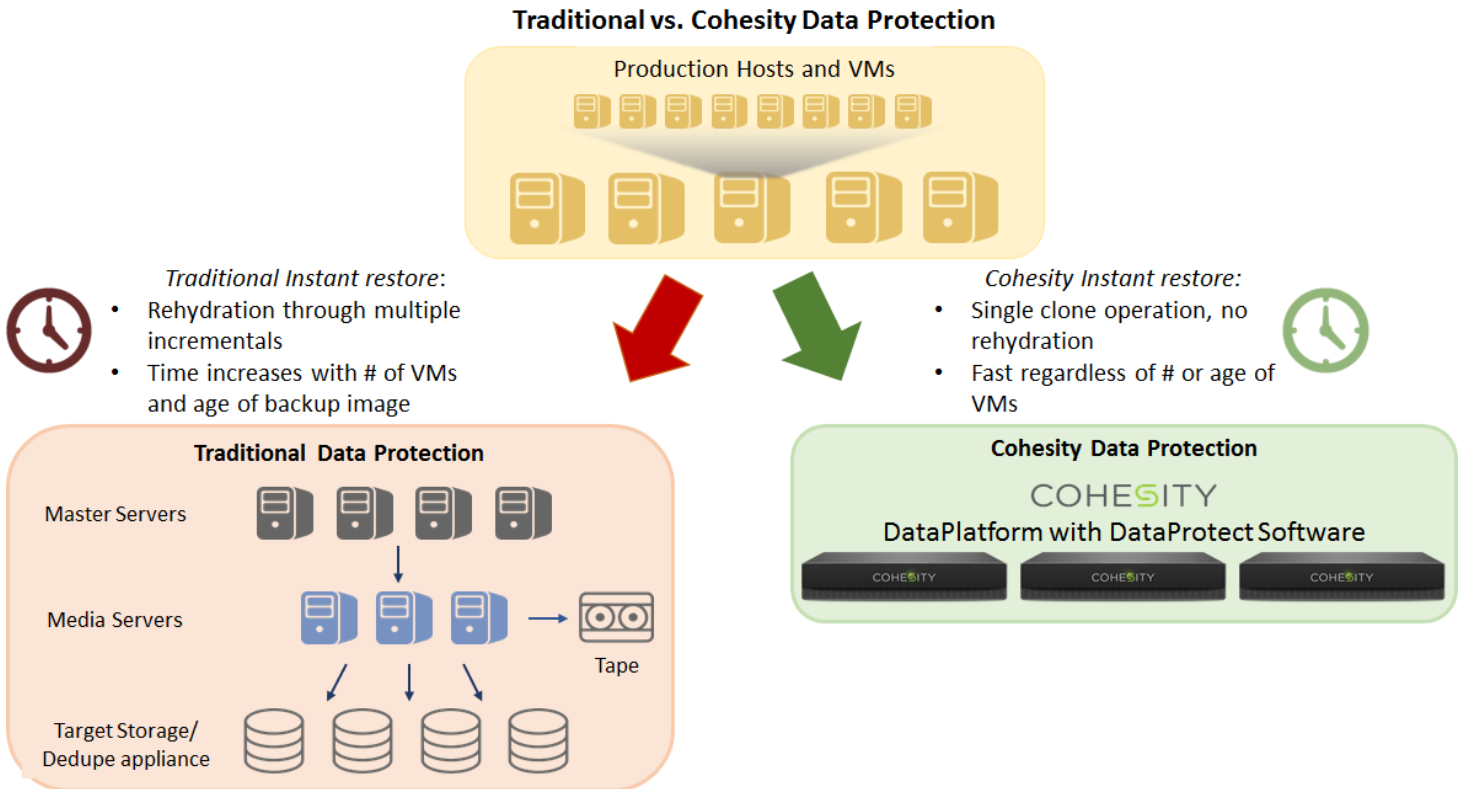 Traditional vs. Cohesity Data Protection
Production Hosts and VMs
Traditional Instant restore:
• Rehydration through multiple
incrementals
• Time increases with # of VMs
and age of backup image
Cohesity Instant restore:
• Single clone operation, no
rehydration
• Fast regardless of # or age of
VMs
Traditional Data Protection
Master Servers
Media Servers
Tape
Target Storage/
Dedupe appliance
Cohesity Data Protection
COHESITY
DataPlatform with DataProtect Software
COHESITY COHESITY COHESITY